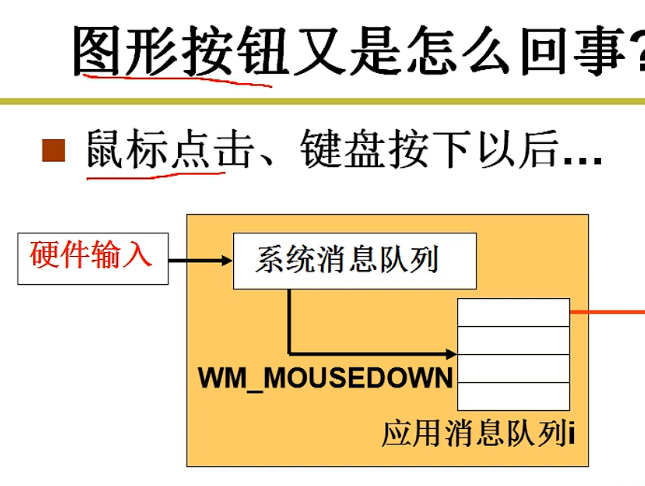 图形按钮又是怎么回事?
鼠标点击、键盘按下以后...
硬件输入
系统消息队列
WM_MOUSEDOWN
应用消息队列i